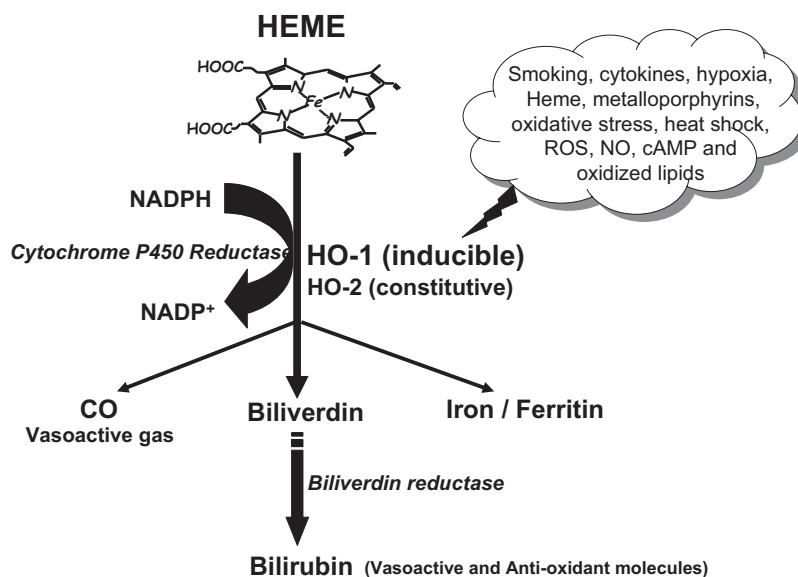 HEME
HOOC
N
N
Fe
N
N
HOOC
Smoking, cytokines, hypoxia,
Heme, metalloporphyrins,
oxidative stress, heat shock,
ROS, NO, cAMP and
oxidized lipids
NADPH
Cytochrome P450 Reductase
HO-1 (inducible)
HO-2 (constitutive)
NADP⁺
CO
Vasoactive gas
Biliverdin
Iron / Ferritin
Biliverdin reductase
Bilirubin (Vasoactive and Anti-oxidant molecules)